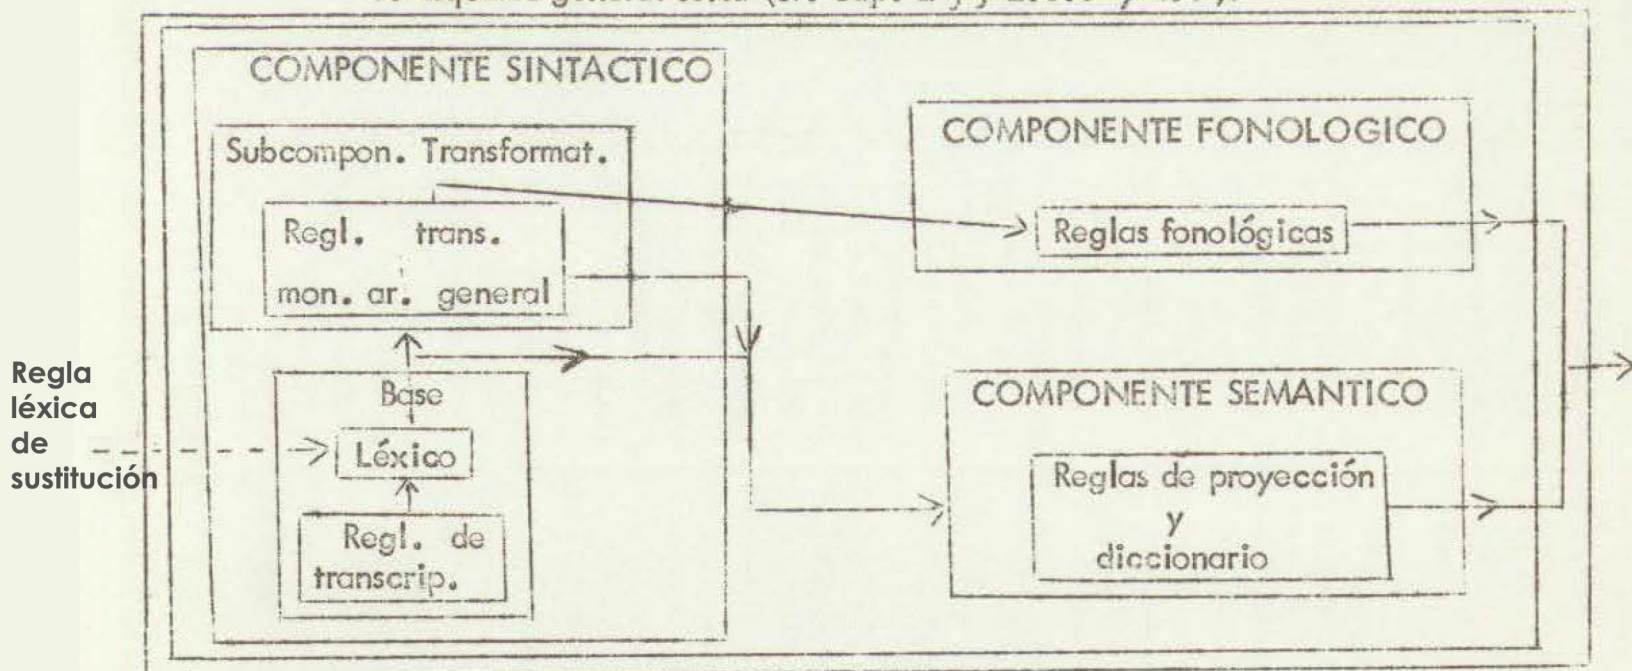 COMPONENTE SINTACTICO
Subcompon. Transformat.
Regl. trans.
mon. ar. general
Base
Léxico
Regl. de
transcrip.
Regla
léxica
de
sustitución
COMPONENTE FONOLOGICO
Reglas fonológicas
COMPONENTE SEMANTICO
Reglas de proyección
y
diccionario